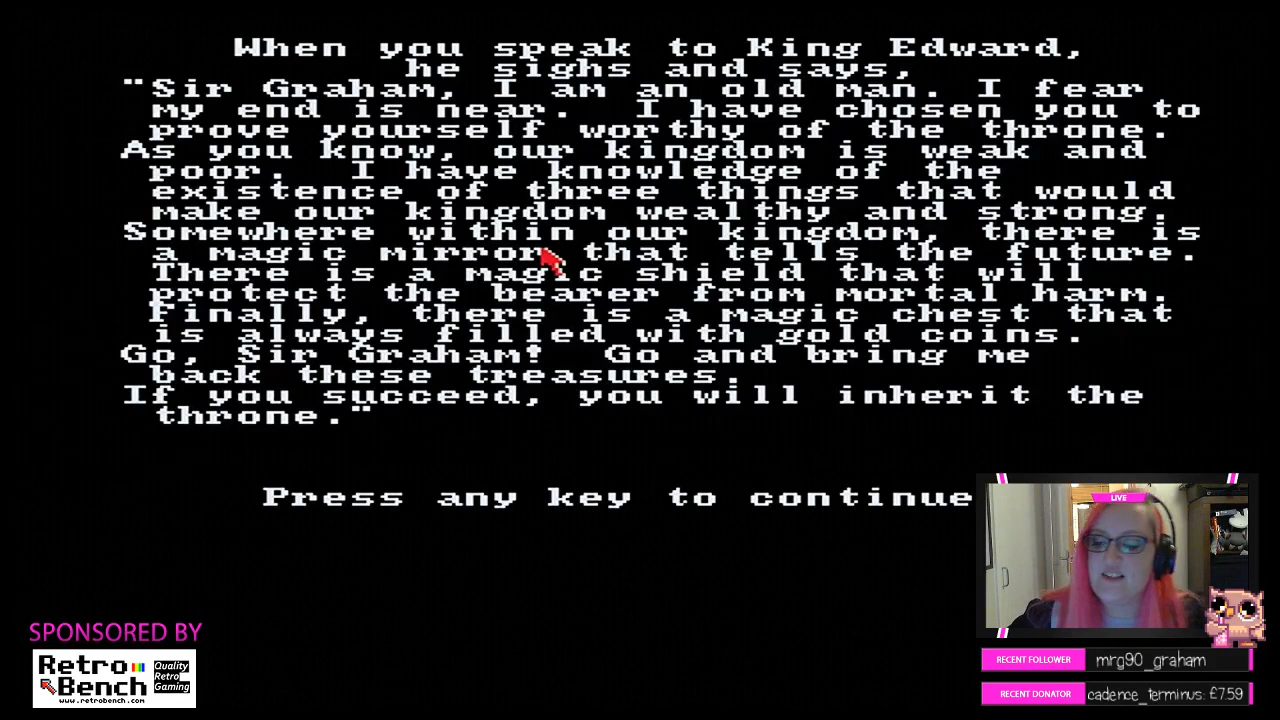 When you speak to King Edward,
he sighs and says,
"Sir Graham, I am an old man. I fear
my end is near. I have chosen you to
prove yourself worthy of the throne.
As you know, our kingdom is weak and
poor. I have knowledge of the
existence of three things that would
make our kingdom wealthy and strong.
Somewhere within our kingdom, there is
a magic mirror that tells the future.
There is a magic shield that will
protect the bearer from mortal harm.
Finally, there is a magic chest that
is always filled with gold coins.
Go, Sir Graham! Go and bring me
back these treasures.
If you succeed, you will inherit the
throne."
Press any key to continue
LIVE
SPONSORED BY
Retro
Bench
Quality
Retro
Gaming
www.retrobench.com
RECENT FOLLOWER mrg90_graham
RECENT DONATOR cadence_terminus: £7.59